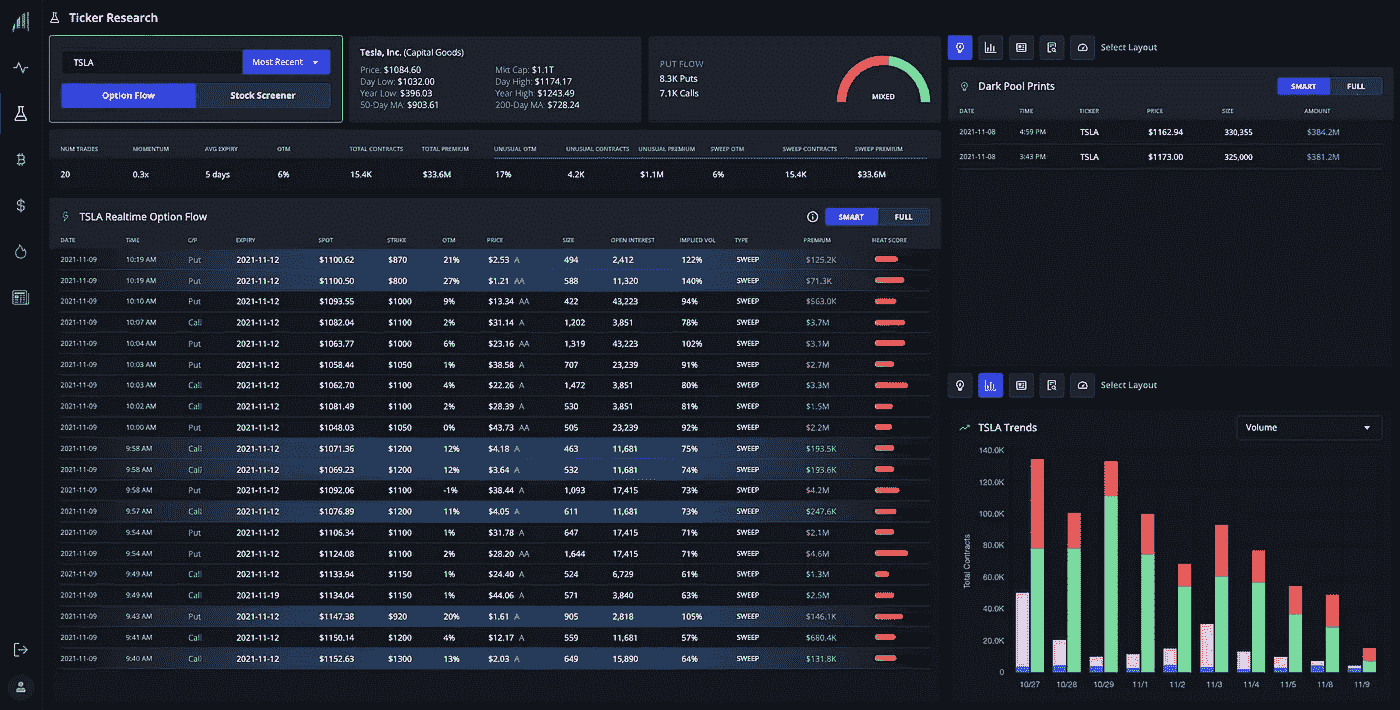 Ticker Research
TSLA Most Recent
Option Flow Stock Screener
Tesla, Inc. (Capital Goods)
Price: $1084.60 Mkt Cap: $1.1T
Day Low: $1032.00 Day High: $1174.17
Year Low: $396.03 Year High: $1243.49
50-Day MA: $903.61 200-Day MA: $728.24
PUT FLOW
8.3K Puts
7.1K Calls
MIXED
NUM TRADES MOMENTUM AVG EXPIRY OTM TOTAL CONTRACTS TOTAL PREMIUM UNUSUAL OTM UNUSUAL CONTRACTS UNUSUAL PREMIUM SWEEP OTM SWEEP CONTRACTS SWEEP PREMIUM
20 0.3x 5 days 6% 15.4K $33.6M 17% 4.2K $1.1M 6% 15.4K $33.6M
TSLA Realtime Option Flow SMART FULL
DATE TIME C/P EXPIRY SPOT STRIKE OTM PRICE SIZE OPEN INTEREST IMPLIED VOL TYPE PREMIUM HEAT SCORE
2021-11-09 10:19 AM Put 2021-11-12 $1100.62 $870 21% $2.53 A 494 2,412 122% SWEEP $125.2K
2021-11-09 10:19 AM Put 2021-11-12 $1100.50 $800 27% $1.21 AA 588 11,320 140% SWEEP $71.3K
2021-11-09 10:10 AM Put 2021-11-12 $1093.55 $1000 9% $13.34 AA 422 43,223 94% SWEEP $563.0K
2021-11-09 10:07 AM Call 2021-11-12 $1082.04 $1100 2% $31.14 A 1,202 3,851 78% SWEEP $3.7M
2021-11-09 10:04 AM Put 2021-11-12 $1063.77 $1000 6% $23.16 AA 1,319 43,223 102% SWEEP $3.1M
2021-11-09 10:03 AM Put 2021-11-12 $1058.44 $1050 1% $38.58 A 707 23,239 91% SWEEP $2.7M
2021-11-09 10:03 AM Call 2021-11-12 $1062.70 $1100 4% $22.26 A 1,472 3,851 80% SWEEP $3.3M
2021-11-09 10:02 AM Call 2021-11-12 $1081.49 $1100 2% $28.39 A 530 3,851 81% SWEEP $1.5M
2021-11-09 10:00 AM Put 2021-11-12 $1048.03 $1050 0% $43.73 AA 505 23,239 92% SWEEP $2.2M
2021-11-09 9:58 AM Call 2021-11-12 $1071.36 $1200 12% $4.18 A 463 11,681 75% SWEEP $193.5K
2021-11-09 9:58 AM Call 2021-11-12 $1069.23 $1200 12% $3.64 A 532 11,681 74% SWEEP $193.6K
2021-11-09 9:58 AM Put 2021-11-12 $1092.06 $1100 -1% $38.44 A 1,093 17,415 73% SWEEP $4.2M
2021-11-09 9:57 AM Call 2021-11-12 $1076.89 $1200 11% $4.05 A 611 11,681 73% SWEEP $247.6K
2021-11-09 9:54 AM Put 2021-11-12 $1106.34 $1100 1% $31.78 A 647 17,415 71% SWEEP $2.1M
2021-11-09 9:54 AM Put 2021-11-12 $1124.08 $1100 2% $28.20 AA 1,644 17,415 71% SWEEP $4.6M
2021-11-09 9:49 AM Call 2021-11-12 $1133.94 $1150 1% $24.40 A 524 6,729 61% SWEEP $1.3M
2021-11-09 9:49 AM Call 2021-11-19 $1134.04 $1150 1% $44.06 A 571 3,840 63% SWEEP $2.5M
2021-11-09 9:43 AM Put 2021-11-12 $1147.38 $920 20% $1.61 A 905 2,818 105% SWEEP $146.1K
2021-11-09 9:41 AM Call 2021-11-12 $1150.14 $1200 4% $12.17 A 559 11,681 57% SWEEP $680.4K
2021-11-09 9:40 AM Call 2021-11-12 $1152.63 $1300 13% $2.03 A 649 15,890 64% SWEEP $131.8K
Select Layout
Dark Pool Prints SMART FULL
DATE TIME TICKER PRICE SIZE AMOUNT
2021-11-08 4:59 PM TSLA $1162.94 330,355 $384.2M
2021-11-08 3:43 PM TSLA $1173.00 325,000 $381.2M
Select Layout
TSLA Trends Volume
Total Contracts
140.0K
120.0K
100.0K
80.0K
60.0K
40.0K
20.0K
0
10/27 10/28 10/29 11/1 11/2 11/3 11/4 11/5 11/8 11/9